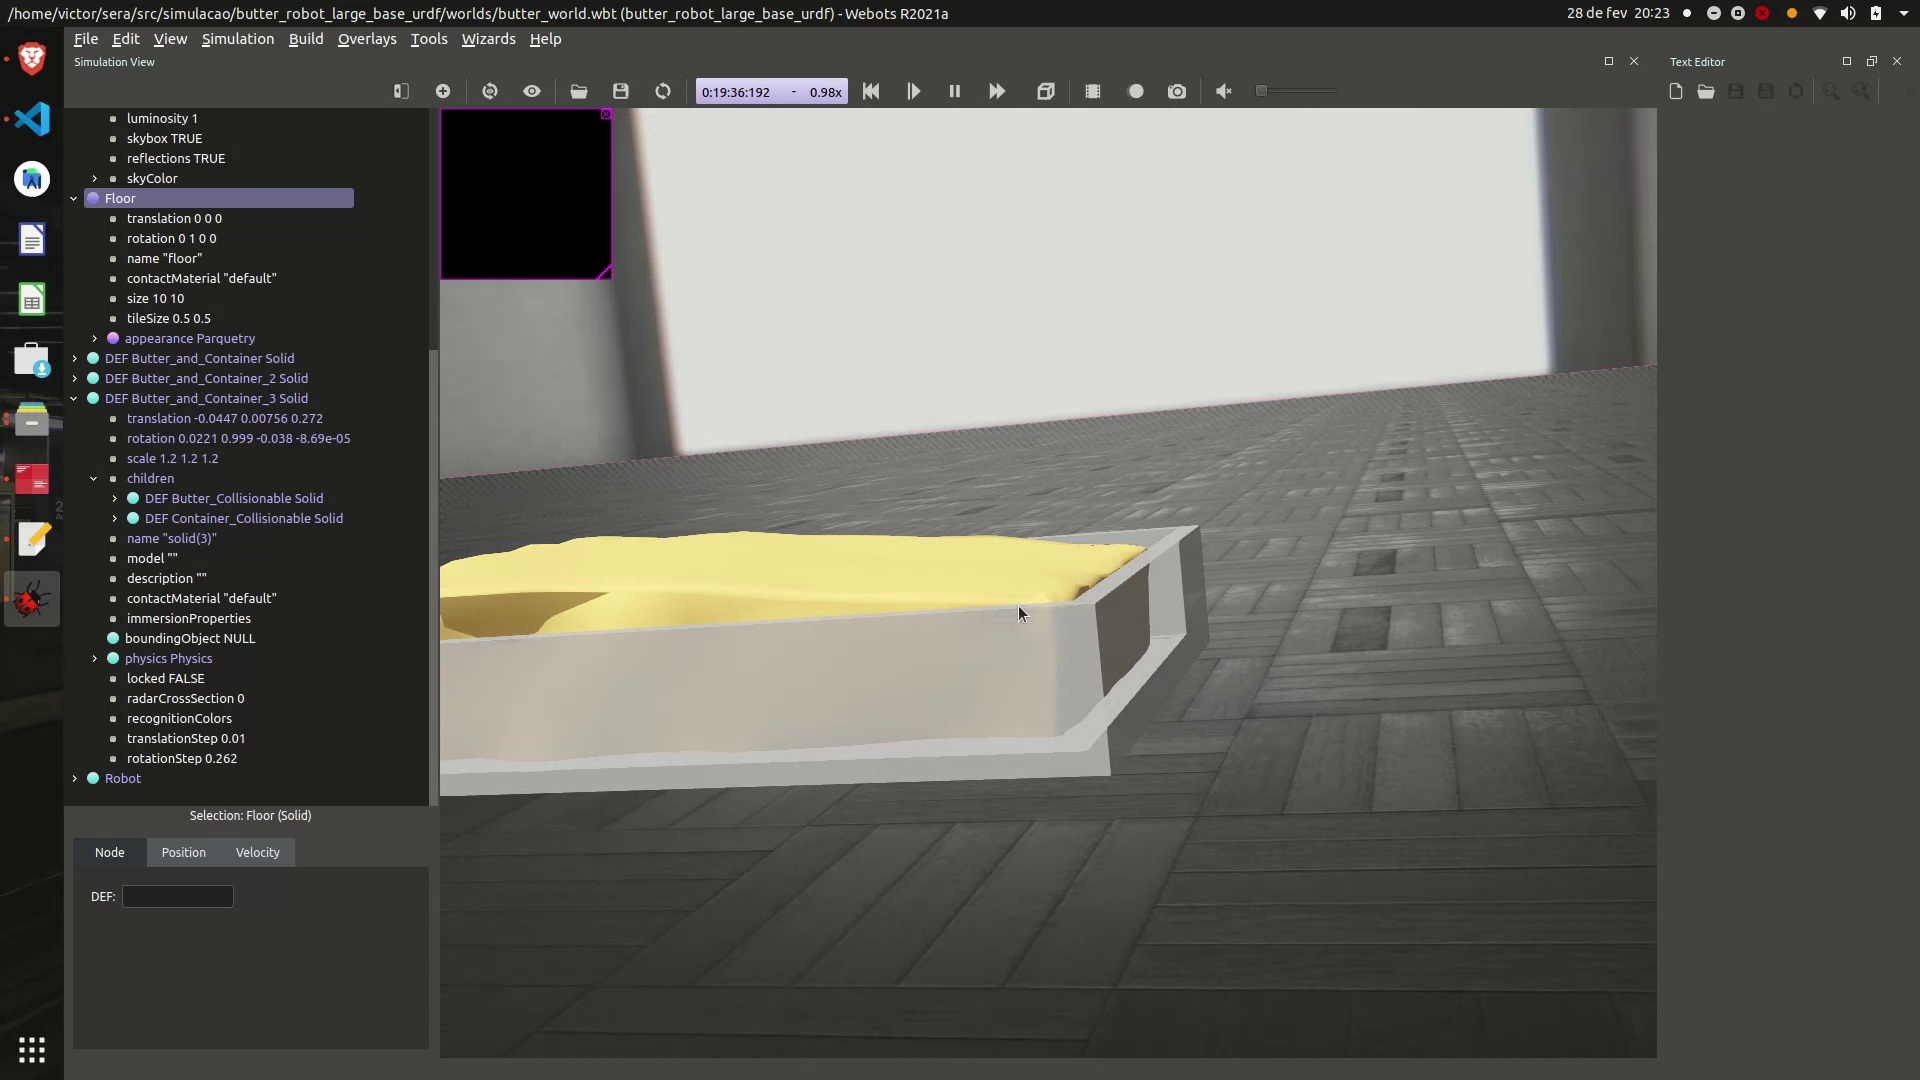 /home/victor/sera/src/simulacao/butter_robot_large_base_urdf/worlds/butter_world.wbt (butter_robot_large_base_urdf) - Webots R2021a
28 de fev 20:23
File Edit View Simulation Build Overlays Tools Wizards Help
Simulation View
Text Editor
0:19:36:192 - 0.98x
luminosity 1
skybox TRUE
reflections TRUE
skyColor
Floor
translation 0 0 0
rotation 0 1 0 0
name "floor"
contactMaterial "default"
size 10 10
tileSize 0.5 0.5
appearance Parquetry
DEF Butter_and_Container Solid
DEF Butter_and_Container_2 Solid
DEF Butter_and_Container_3 Solid
translation -0.0447 0.00756 0.272
rotation 0.0221 0.999 -0.038 -8.69e-05
scale 1.2 1.2 1.2
children
DEF Butter_Collisionable Solid
DEF Container_Collisionable Solid
name "solid(3)"
model ""
description ""
contactMaterial "default"
immersionProperties
boundingObject NULL
physics Physics
locked FALSE
radarCrossSection 0
recognitionColors
translationStep 0.01
rotationStep 0.262
Robot
Selection: Floor (Solid)
Node Position Velocity
DEF: